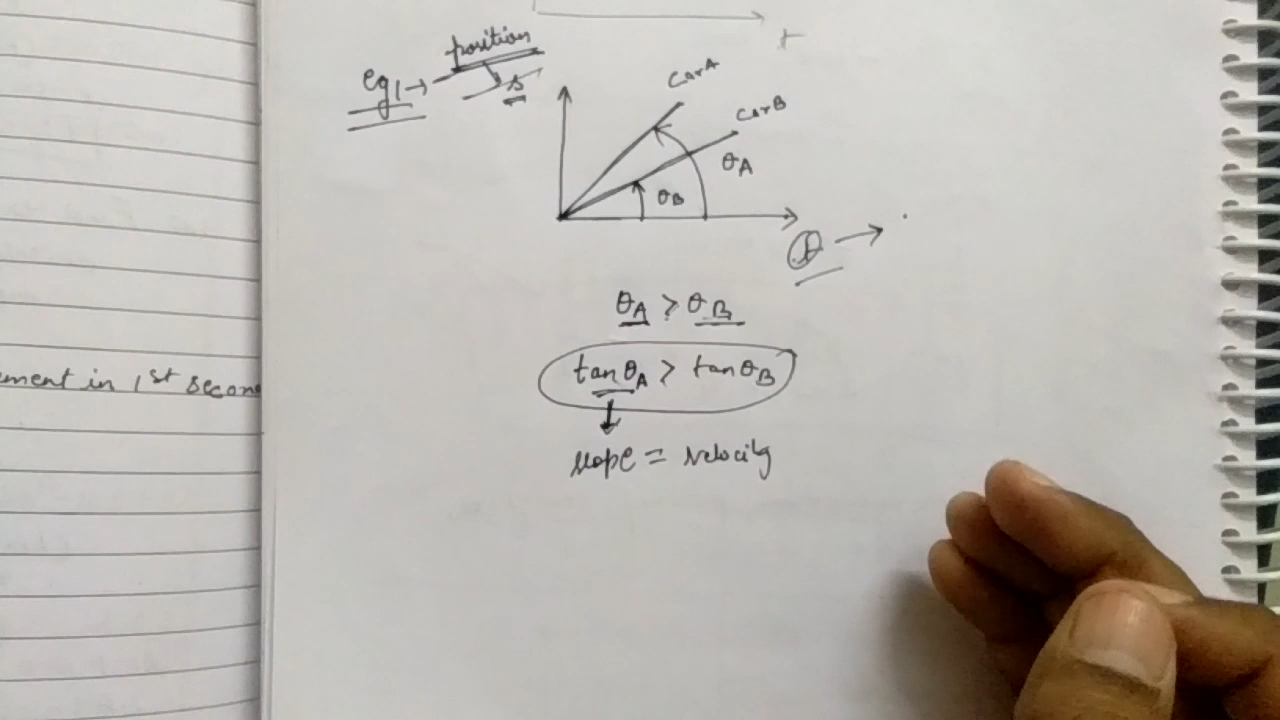 t
position
eg1 →
s
Car A
Car B
θA
θB
t →
θA > θB
ement in 1st secon
tanθA > tanθB
slope = velocity